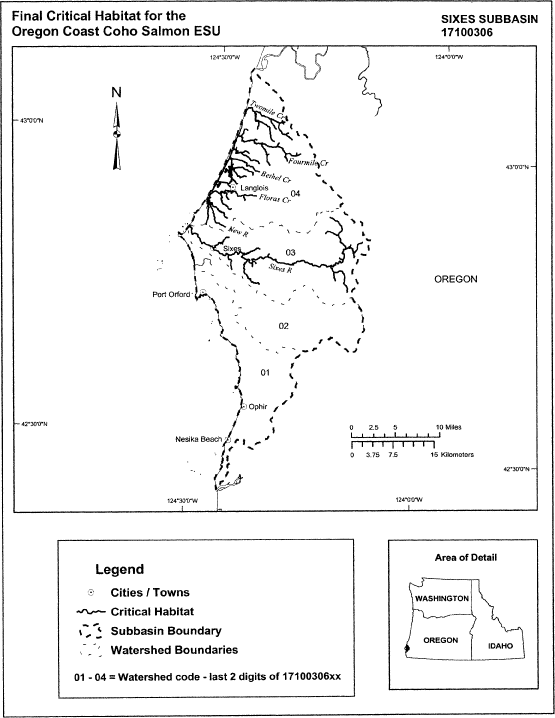 Final Critical Habitat for the
Oregon Coast Coho Salmon ESU
SIXES SUBBASIN
17100306
124°30'0"W
124°0'0"W
N
43°0'0"N
43°0'0"N
Twomile Cr
Fourmile Cr
Bethel Cr
Langlois
04
Floras Cr
New R
Sixes
03
Sixes R
OREGON
Port Orford
02
01
Ophir
Nesika Beach
0 2.5 5 10 Miles
0 3.75 7.5 15 Kilometers
42°30'0"N
42°30'0"N
124°30'0"W
124°0'0"W
Legend
Cities / Towns
Critical Habitat
Subbasin Boundary
Watershed Boundaries
01 - 04 = Watershed code - last 2 digits of 17100306xx
Area of Detail
WASHINGTON
OREGON
IDAHO